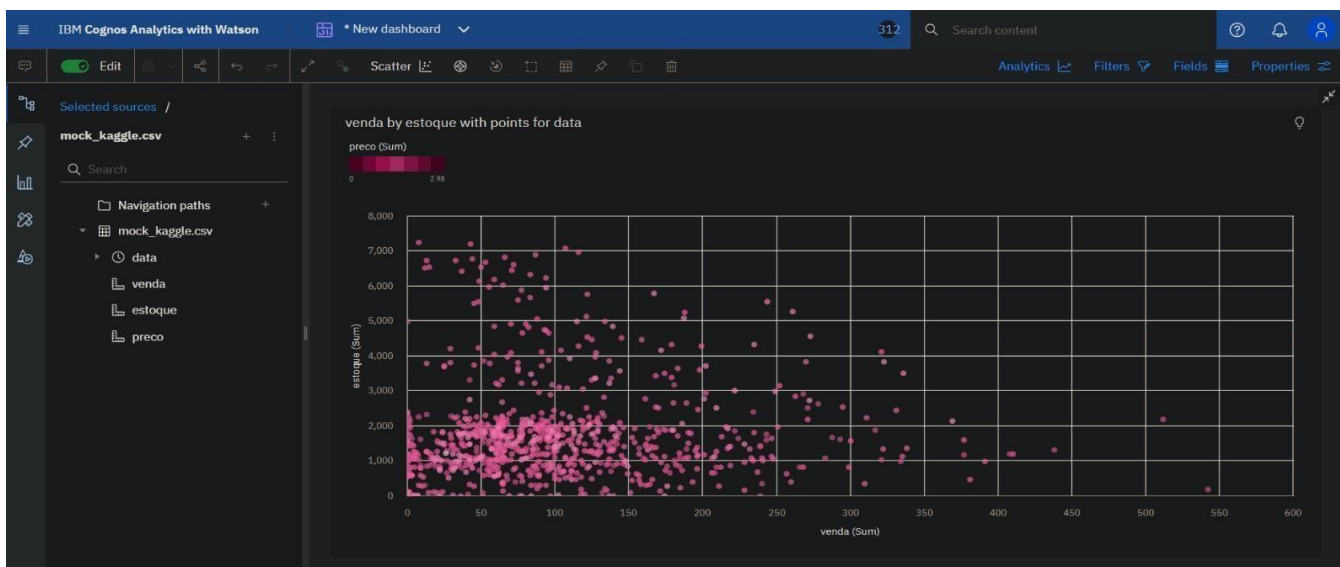 IBM Cognos Analytics with Watson
* New dashboard
312
Search content
Edit
Scatter
Analytics
Filters
Fields
Properties
Selected sources /
mock_kaggle.csv
Search
Navigation paths
mock_kaggle.csv
data
venda
estoque
preco
venda by estoque with points for data
preco (Sum)
0 2.98
8,000
7,000
6,000
5,000
4,000
3,000
2,000
1,000
0
estoque (Sum)
0 50 100 150 200 250 300 350 400 450 500 550 600
venda (Sum)